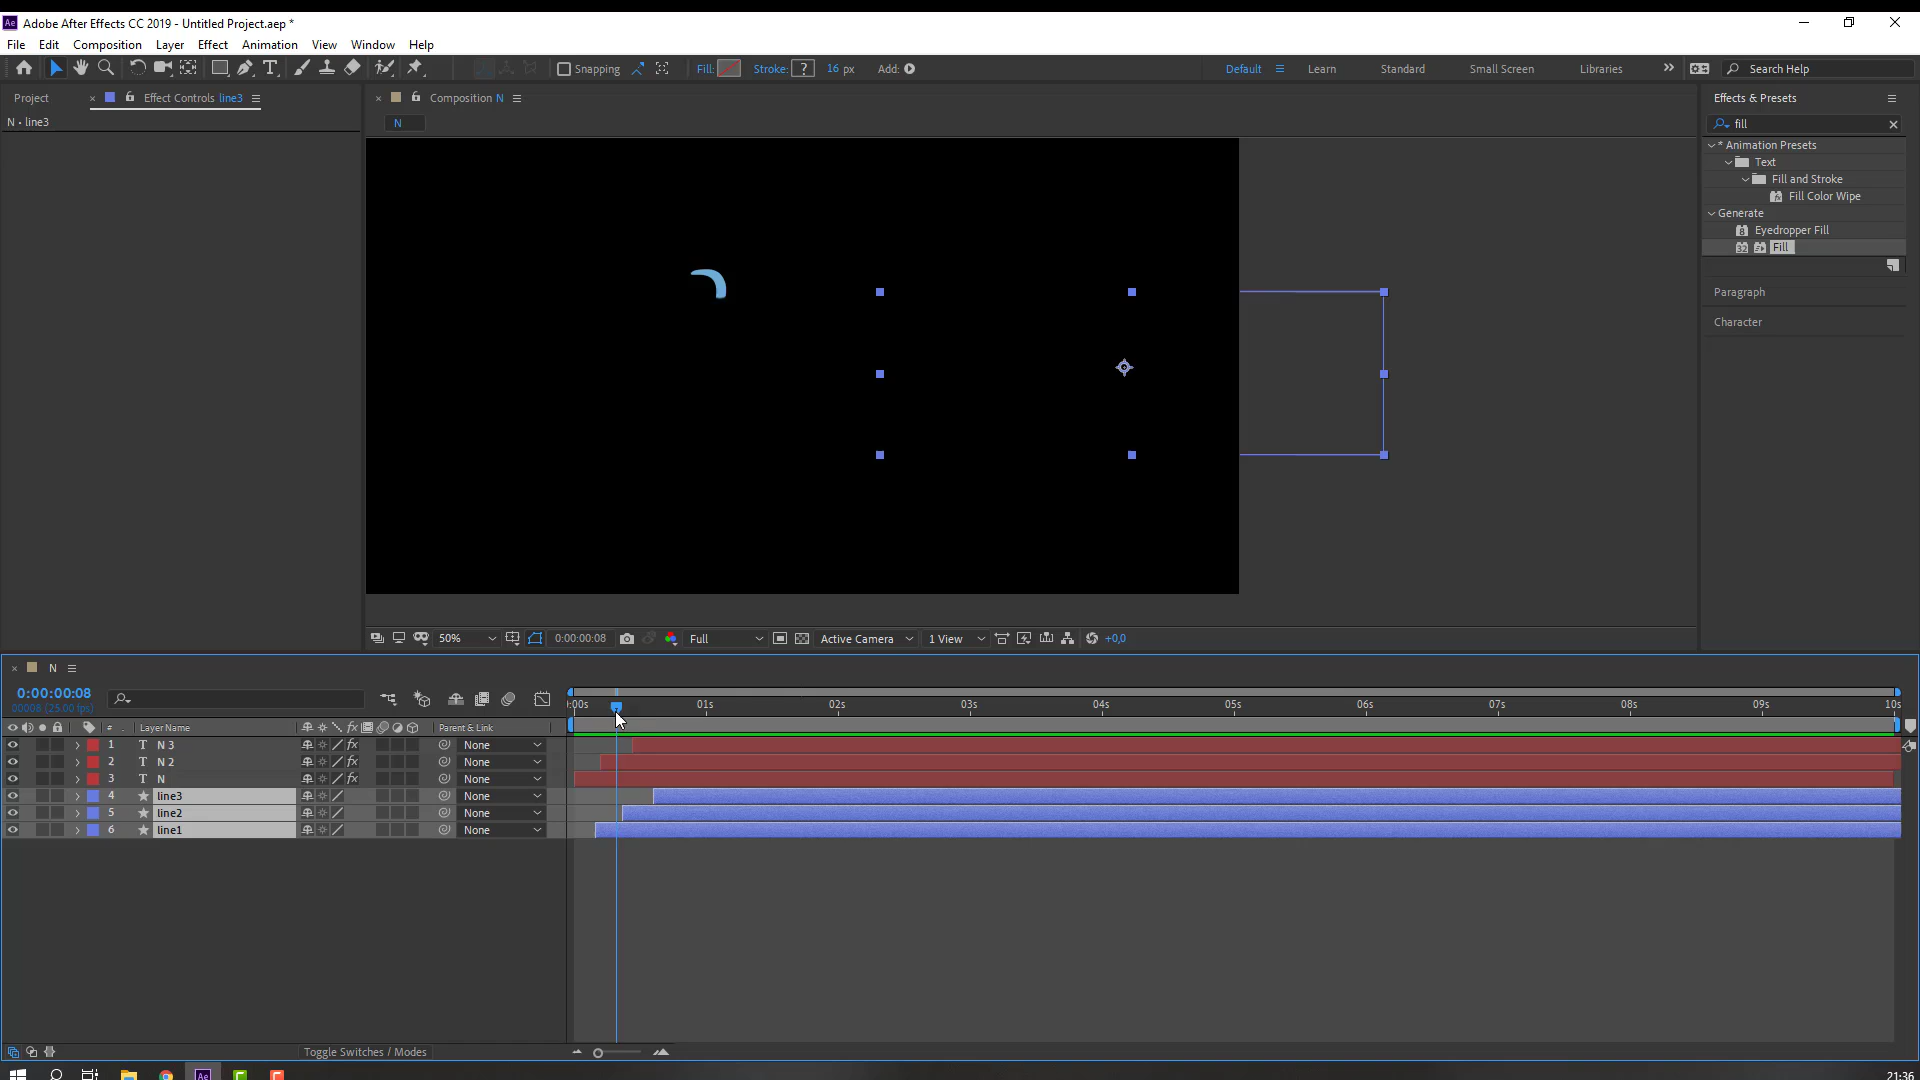 Adobe After Effects CC 2019 - Untitled Project.aep *
File Edit Composition Layer Effect Animation View Window Help
Snapping Fill: Stroke: ? 16 px Add: Default Learn Standard Small Screen Libraries Search Help
Project Effect Controls line3 Composition N Effects & Presets
N • line3
N
fill
* Animation Presets
Text
Fill and Stroke
Fill Color Wipe
Generate
Eyedropper Fill
Fill
Paragraph
Character
50% 0:00:00:08 Full Active Camera 1 View +0,0
N
0:00:00:08
00008 (25.00 fps)
:00s 01s 02s 03s 04s 05s 06s 07s 08s 09s 10s
# Layer Name Parent & Link
1 T N 3 None
2 T N 2 None
3 T N None
4 line3 None
5 line2 None
6 line1 None
Toggle Switches / Modes
21:36